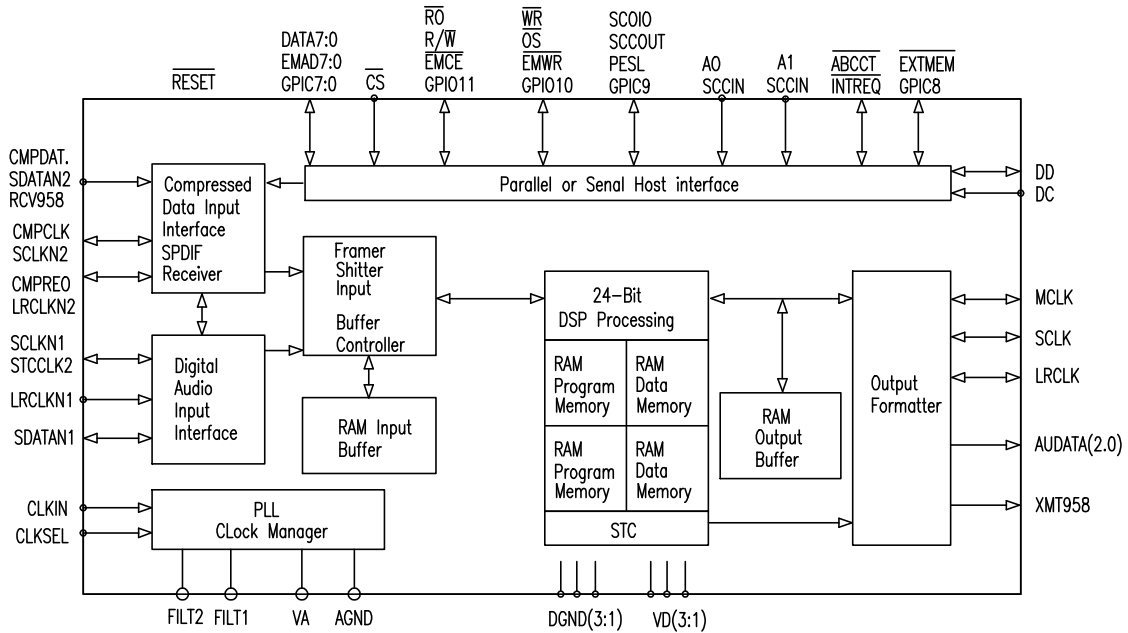 RESET
DATA7:0
EMAD7:0
GPIC7:0
CS
RO
R/W
EMCE
GPIO11
WR
OS
EMWR
GPIO10
SCOIO
SCCOUT
PESL
GPIC9
A0
SCCIN
A1
SCCIN
ABCCT
INTREQ
EXTMEM
GPIC8
CMPDAT.
SDATAN2
RCV958
CMPCLK
SCLKN2
CMPREO
LRCLKN2
SCLKN1
STCCLK2
LRCLKN1
SDATAN1
CLKIN
CLKSEL
Compressed
Data Input
Interface
SPDIF
Receiver
Digital
Audio
Input
Interface
Parallel or Senal Host interface
Framer
Shitter
Input
Buffer
Controller
RAM Input
Buffer
PLL
CLock Manager
24-Bit
DSP Processing
RAM
Program
Memory
RAM
Data
Memory
RAM
Program
Memory
RAM
Data
Memory
STC
RAM
Output
Buffer
Output
Formatter
DD
DC
MCLK
SCLK
LRCLK
AUDATA(2.0)
XMT958
FILT2
FILT1
VA
AGND
DGND(3:1)
VD(3:1)